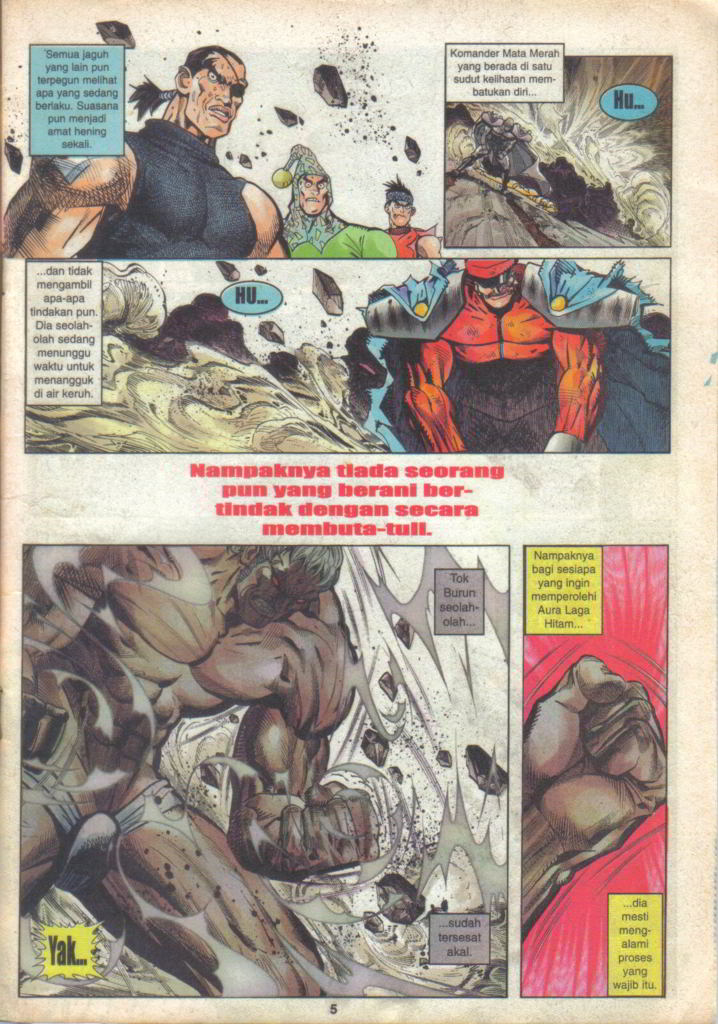 'Semua jaguh
yang lain pun
terpegun melihat
apa yang sedang
berlaku. Suasana
pun menjadi
amat hening
sekali.
Komander Mata Merah
yang berada di satu
sudut kelihatan mem-
batukan diri...
Hu...
...dan tidak
mengambil
apa-apa
tindakan pun.
Dia seolah-
olah sedang
menunggu
waktu untuk
menangguk
di air keruh.
HU...
Nampaknya tiada seorang
pun yang berani ber-
tindak dengan secara
membuta-tuli.
Tok
Burun
seolah-
olah...
Yak...
...sudah
tersesat
akal.
Nampaknya
bagi sesiapa
yang ingin
memperolehi
Aura Laga
Hitam...
...dia
mesti
meng-
alami
proses
yang
wajib itu.
5